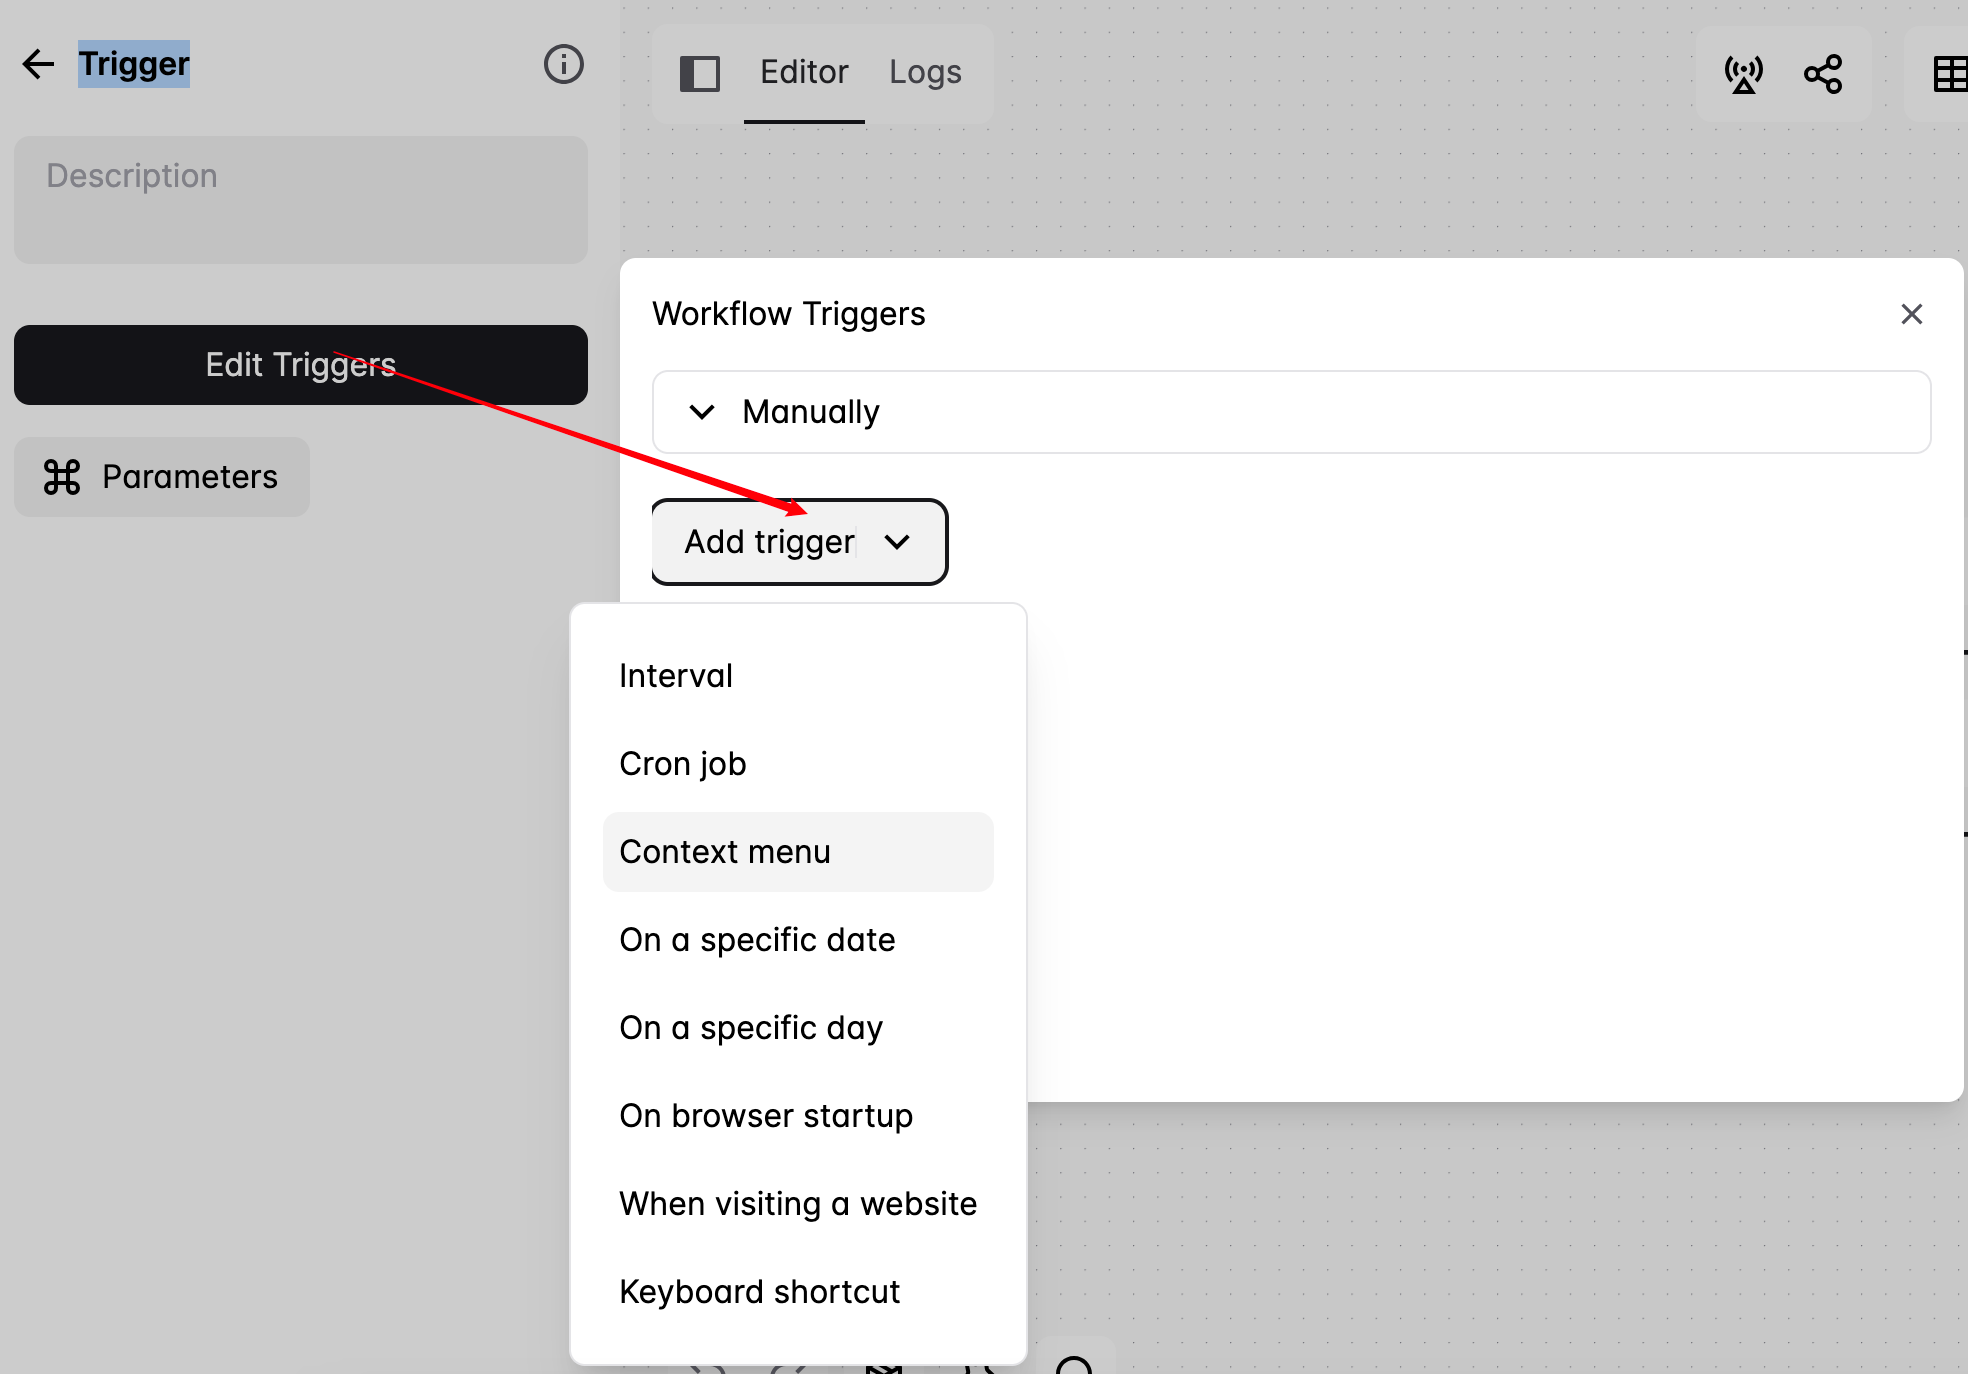 Trigger
Description
Edit Triggers
Parameters
Editor
Logs
Workflow Triggers
Manually
Add trigger
Interval
Cron job
Context menu
On a specific date
On a specific day
On browser startup
When visiting a website
Keyboard shortcut